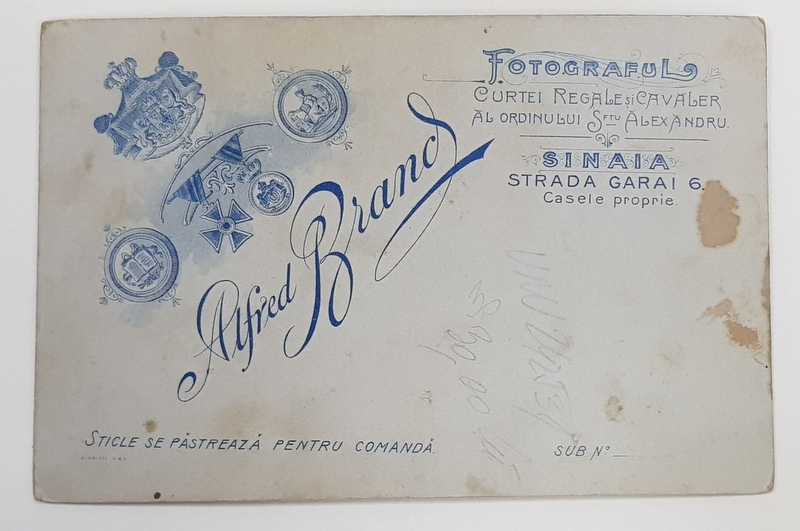 FOTOGRAFUL
CURTEI REGALE ȘI CAVALER
AL ORDINULUI SFTU ALEXANDRU.
SINAIA
STRADA GARAI 6.
Casele proprie.
Alfred Brand
STICLE SE PĂSTREAZĂ PENTRU COMANDĂ.
SUB No